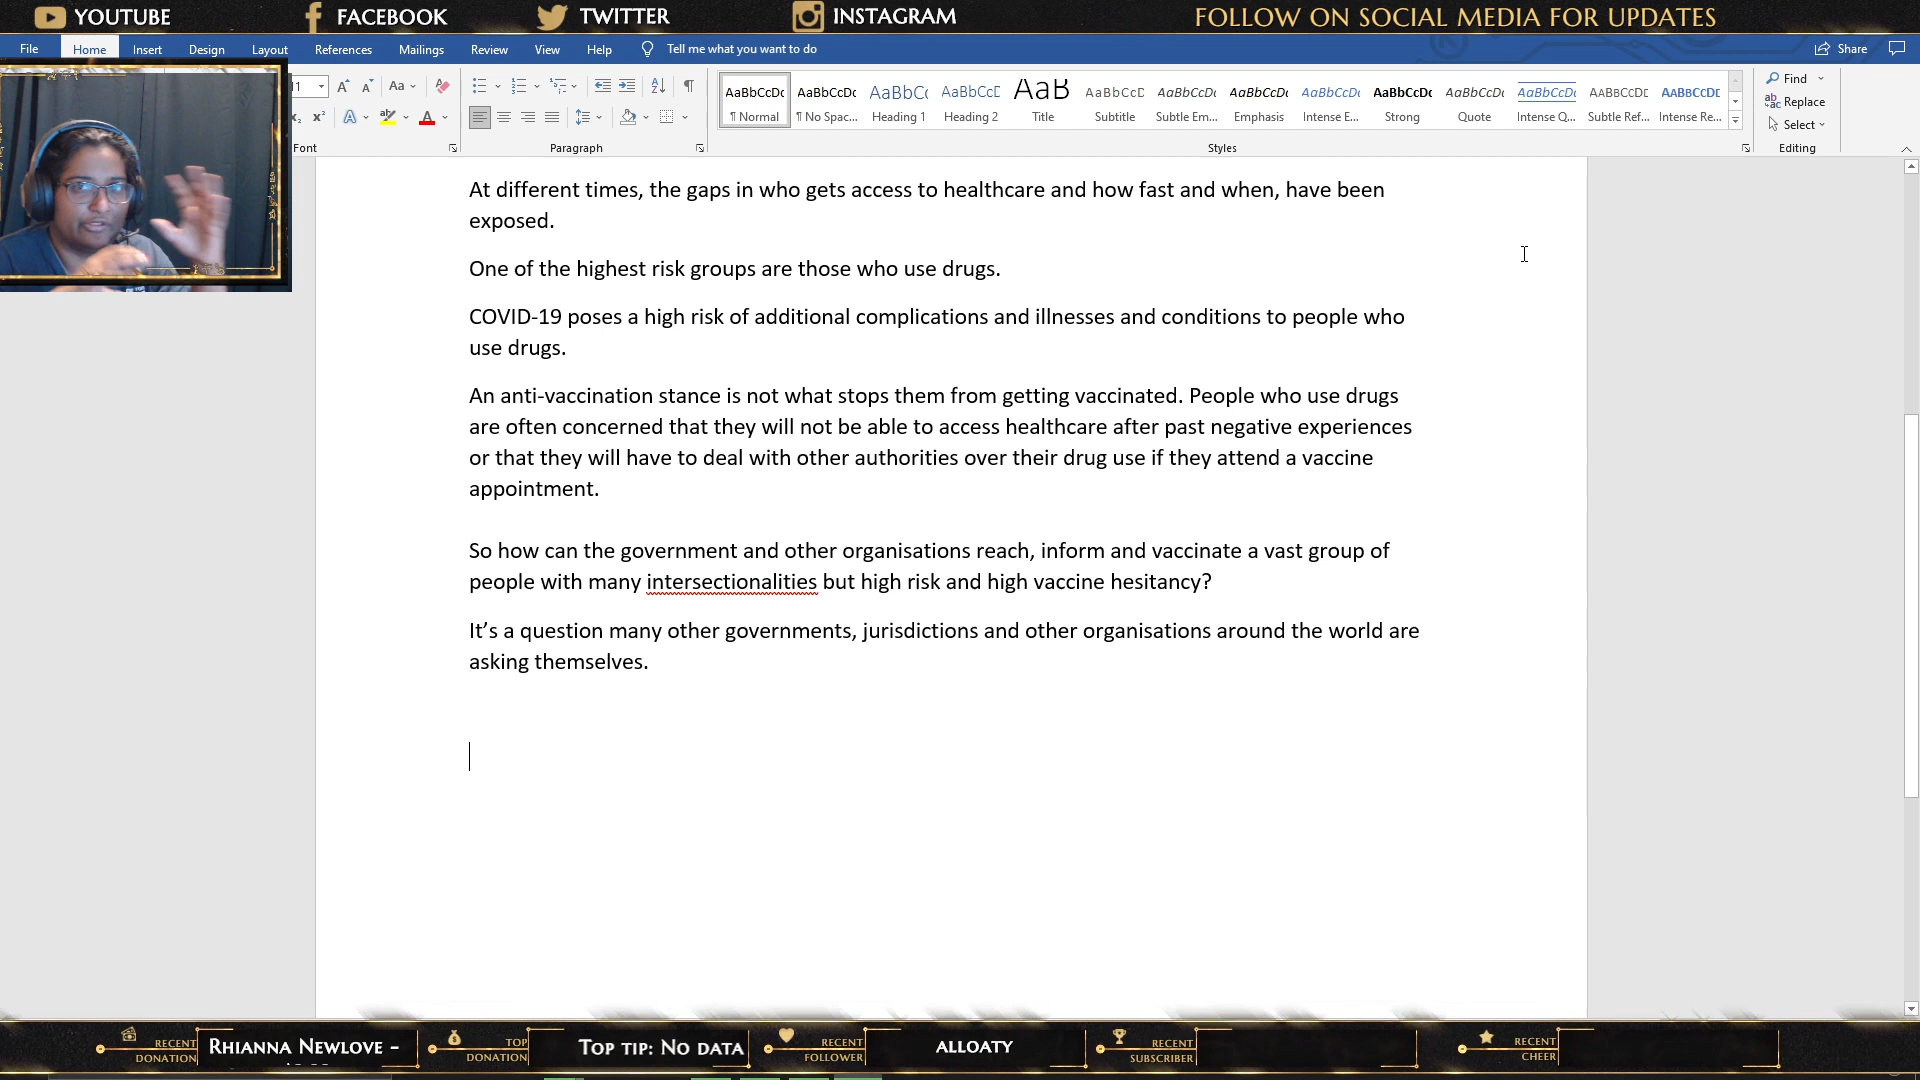 YOUTUBE FACEBOOK TWITTER INSTAGRAM FOLLOW ON SOCIAL MEDIA FOR UPDATES
File Home Insert Design Layout References Mailings Review View Help Tell me what you want to do Share
Aa Find
AaBbCcDc AaBbCcDc AaBbC AaBbCcD AaB AaBbCcD AaBbCcDc AaBbCcDc AaBbCcDc AaBbCcDc AaBbCcDc AaBbCcDc AaBbCcDc AaBbCcDc Replace
¶ Normal ¶ No Spac... Heading 1 Heading 2 Title Subtitle Subtle Em... Emphasis Intense E... Strong Quote Intense Q... Subtle Ref... Intense Re... Select
Font Paragraph Styles Editing
At different times, the gaps in who gets access to healthcare and how fast and when, have been
exposed.
One of the highest risk groups are those who use drugs.
COVID-19 poses a high risk of additional complications and illnesses and conditions to people who
use drugs.
An anti-vaccination stance is not what stops them from getting vaccinated. People who use drugs
are often concerned that they will not be able to access healthcare after past negative experiences
or that they will have to deal with other authorities over their drug use if they attend a vaccine
appointment.
So how can the government and other organisations reach, inform and vaccinate a vast group of
people with many intersectionalities but high risk and high vaccine hesitancy?
It's a question many other governments, jurisdictions and other organisations around the world are
asking themselves.
RECENT DONATION RHIANNA NEWLOVE -
TOP DONATION TOP TIP: NO DATA
RECENT FOLLOWER ALLOATY
RECENT SUBSCRIBER
RECENT CHEER